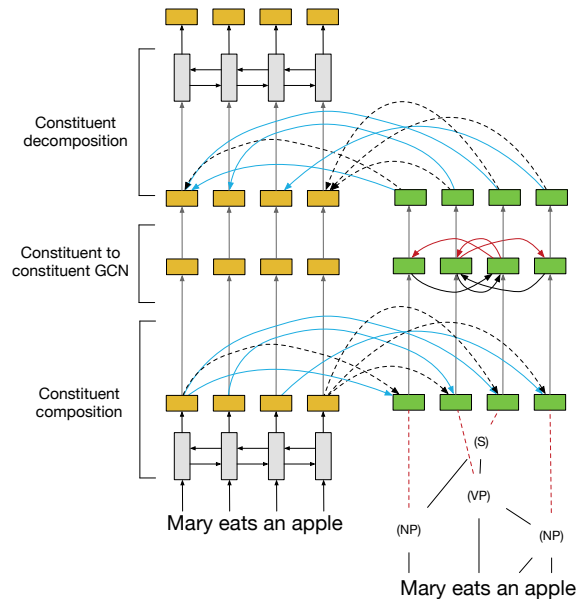 Constituent
decomposition
Constituent to
constituent GCN
Constituent
composition
(S)
(VP)
(NP)
(NP)
Mary eats an apple
Mary eats an apple